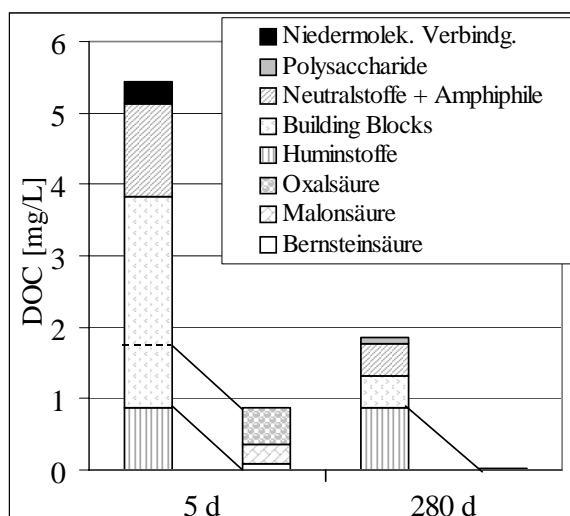 6
5
4
3
2
1
0
DOC [mg/L]
Niedermolek. Verbindg.
Polysaccharide
Neutralstoffe + Amphiphile
Building Blocks
Huminstoffe
Oxalsäure
Malonsäure
Bernsteinsäure
5 d
280 d